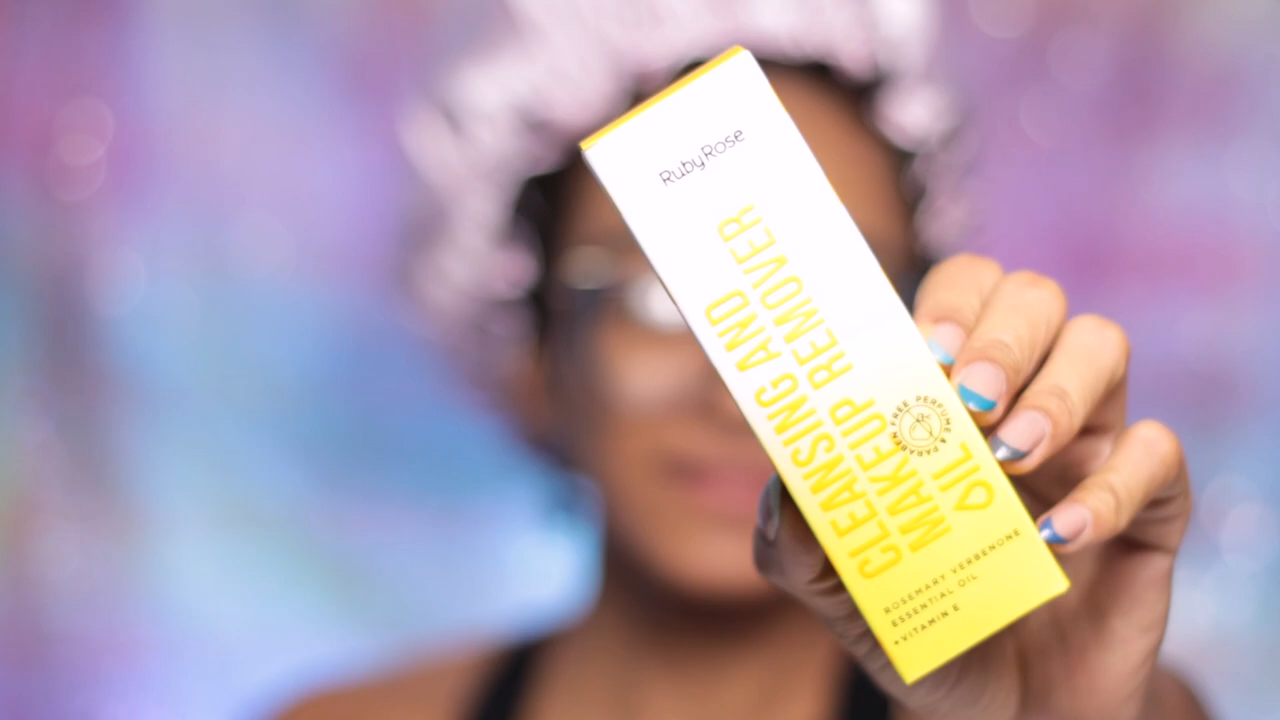 RubyRose
CLEANSING AND
MAKEUP REMOVER
OIL
PARABEN FREE PERFUME &
ROSEMARY VERBENONE
ESSENTIAL OIL
+VITAMIN E